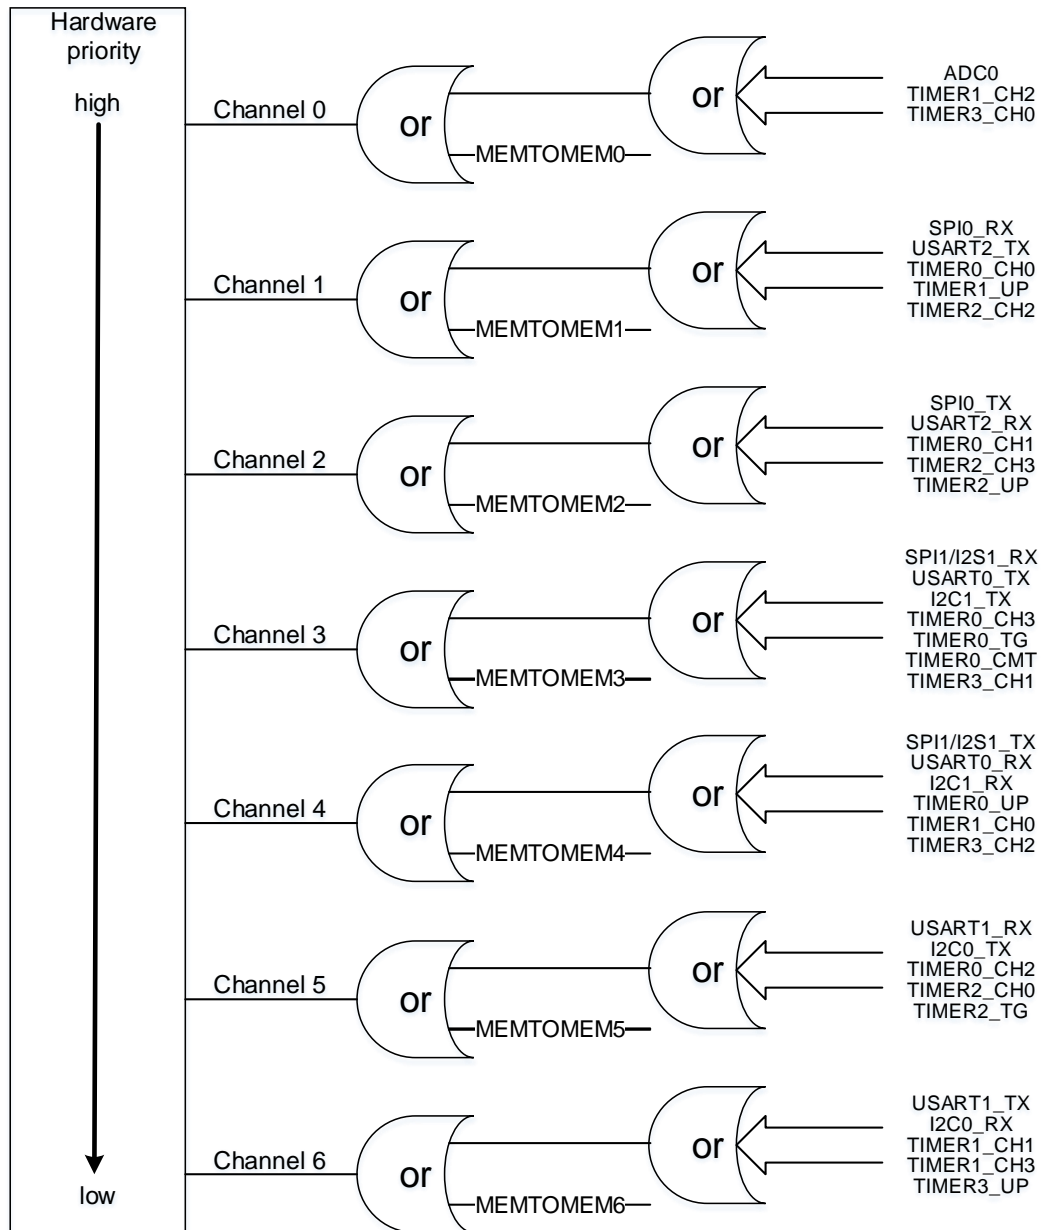 Hardware
priority
high
low
Channel 0
or
MEMTOMEM0
or
ADC0
TIMER1_CH2
TIMER3_CH0
Channel 1
or
MEMTOMEM1
or
SPI0_RX
USART2_TX
TIMER0_CH0
TIMER1_UP
TIMER2_CH2
Channel 2
or
MEMTOMEM2
or
SPI0_TX
USART2_RX
TIMER0_CH1
TIMER2_CH3
TIMER2_UP
Channel 3
or
MEMTOMEM3
or
SPI1/I2S1_RX
USART0_TX
I2C1_TX
TIMER0_CH3
TIMER0_TG
TIMER0_CMT
TIMER3_CH1
Channel 4
or
MEMTOMEM4
or
SPI1/I2S1_TX
USART0_RX
I2C1_RX
TIMER0_UP
TIMER1_CH0
TIMER3_CH2
Channel 5
or
MEMTOMEM5
or
USART1_RX
I2C0_TX
TIMER0_CH2
TIMER2_CH0
TIMER2_TG
Channel 6
or
MEMTOMEM6
or
USART1_TX
I2C0_RX
TIMER1_CH1
TIMER1_CH3
TIMER3_UP